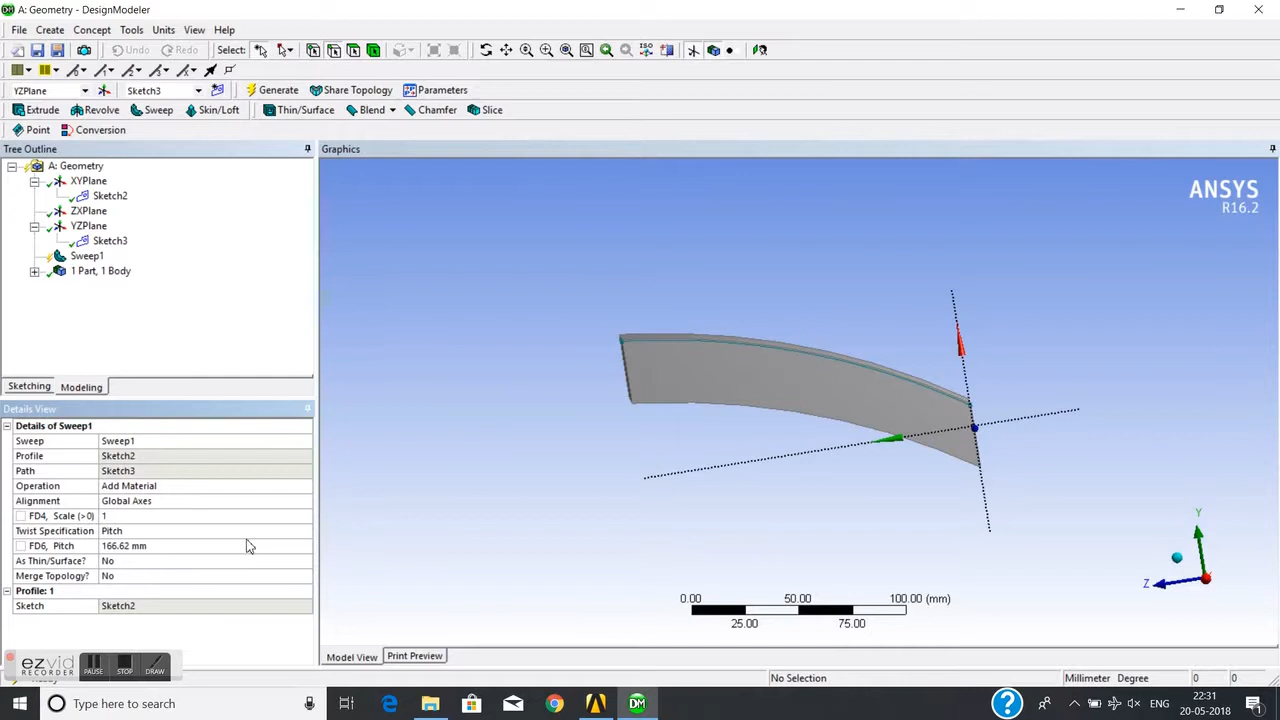 A: Geometry - DesignModeler
File Create Concept Tools Units View Help
Undo Redo Select:
YZPlane Sketch3 Generate Share Topology Parameters
Extrude Revolve Sweep Skin/Loft Thin/Surface Blend Chamfer Slice
Point Conversion
Tree Outline
A: Geometry
XYPlane
Sketch2
ZXPlane
YZPlane
Sketch3
Sweep1
1 Part, 1 Body
Sketching Modeling
Details View
Details of Sweep1
Sweep Sweep1
Profile Sketch2
Path Sketch3
Operation Add Material
Alignment Global Axes
FD4, Scale (>0) 1
Twist Specification Pitch
FD6, Pitch 166.62 mm
As Thin/Surface? No
Merge Topology? No
Profile: 1
Sketch Sketch2
Graphics
ANSYS
R16.2
Y
Z
0.00 50.00 100.00 (mm)
25.00 75.00
Model View Print Preview
ezvid
RECORDER
PAUSE STOP DRAW
No Selection Millimeter Degree 0 0
Type here to search
ENG 22:31
20-05-2018